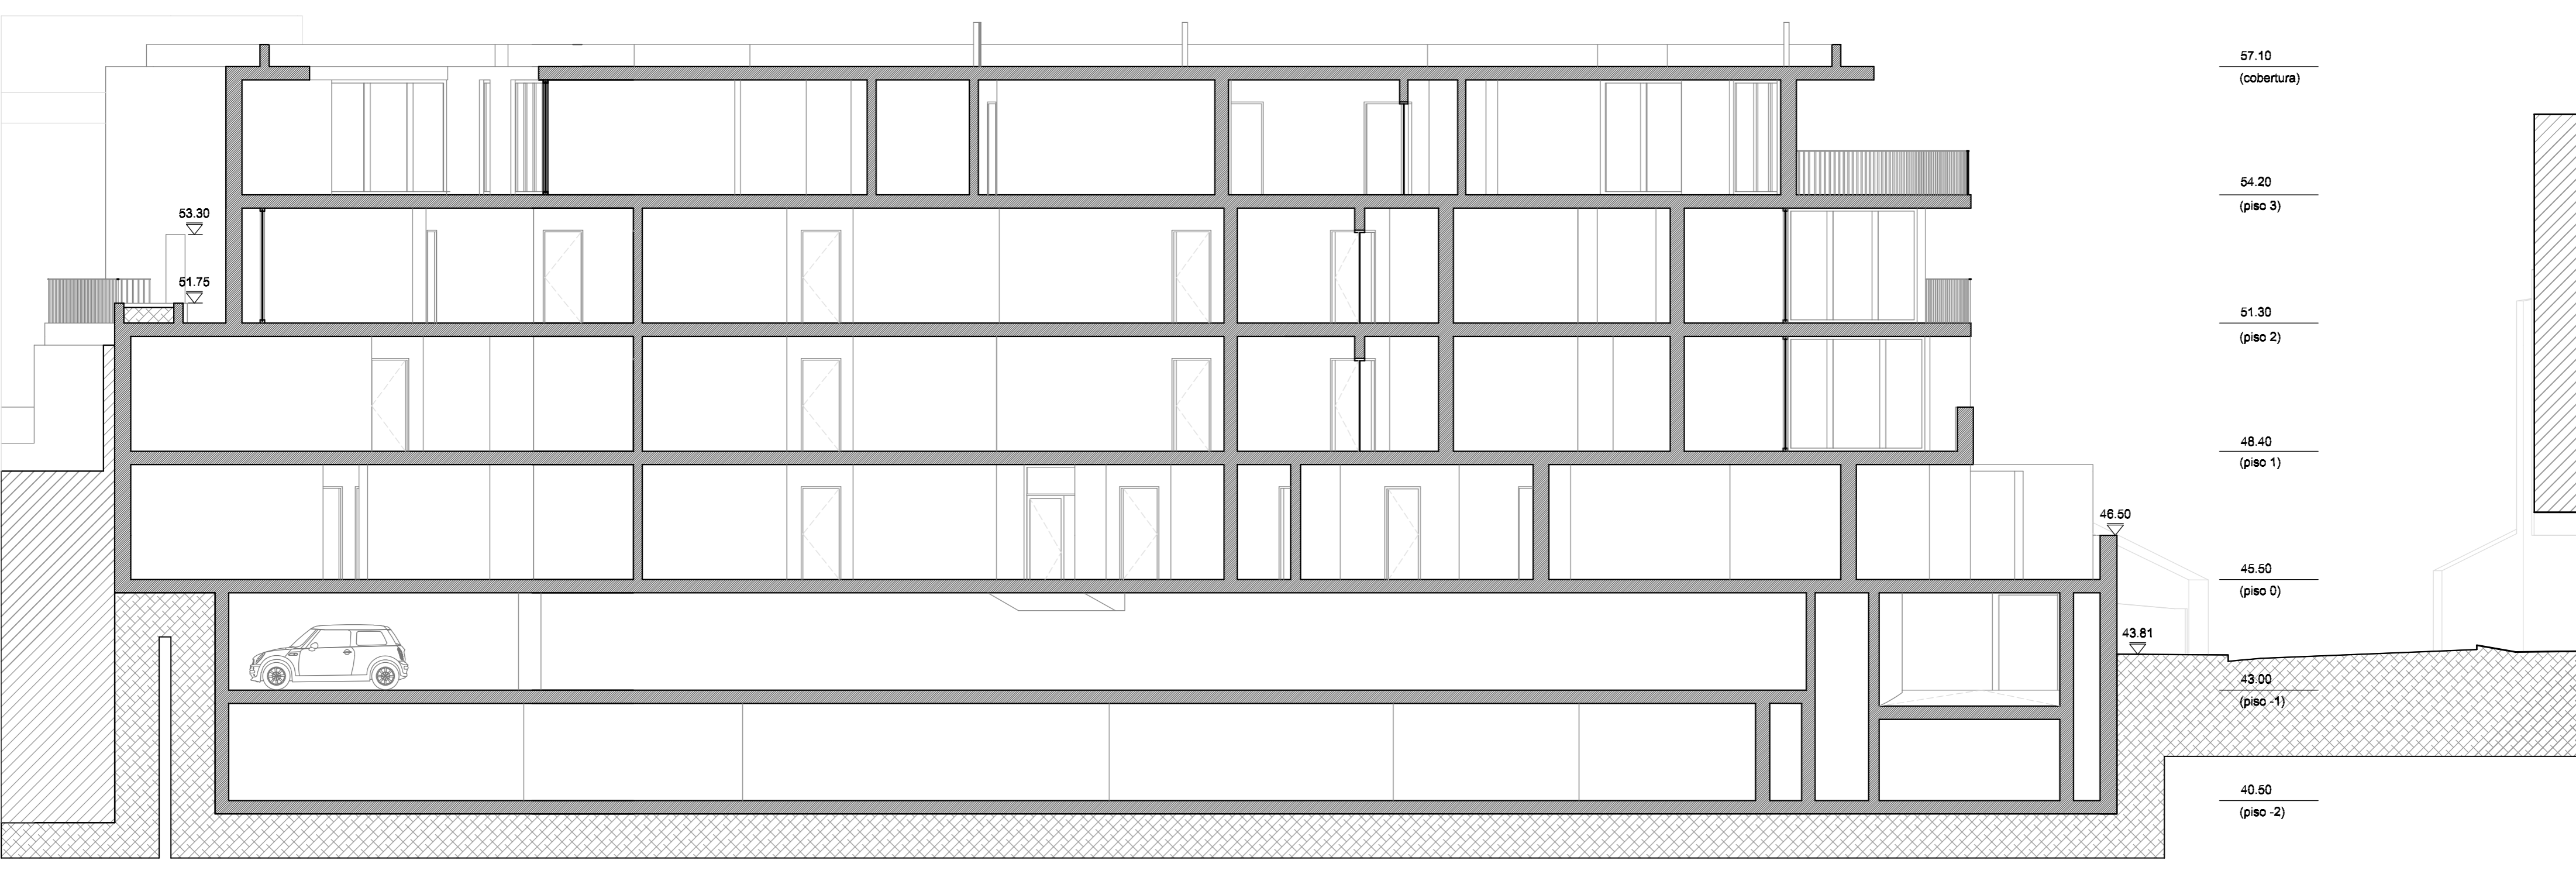 57.10
(cobertura)
54.20
(piso 3)
53.30
51.75
51.30
(piso 2)
48.40
(piso 1)
46.50
45.50
(piso 0)
43.81
43.00
(piso -1)
40.50
(piso -2)